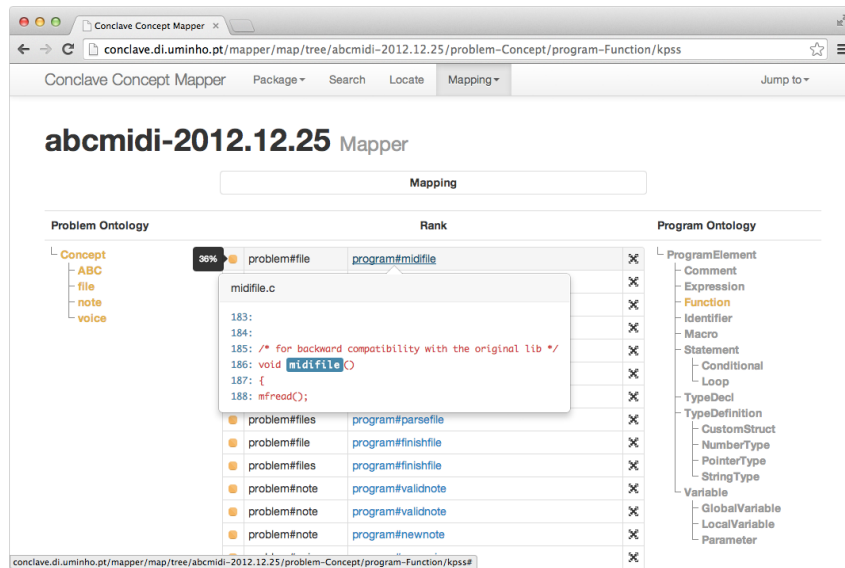 Conclave Concept Mapper ×
conclave.di.uminho.pt/mapper/map/tree/abcmidi-2012.12.25/problem-Concept/program-Function/kpss
Conclave Concept Mapper Package Search Locate Mapping Jump to
abcmidi-2012.12.25 Mapper
Mapping
Problem Ontology Rank Program Ontology
Concept
ABC
file
note
voice
36% problem#file program#midifile
midifile.c
183:
184:
185: /* for backward compatibility with the original lib */
186: void midifile()
187: {
188: mfread();
problem#files program#parsefile
problem#file program#finishfile
problem#files program#finishfile
problem#note program#validnote
problem#note program#validnote
problem#note program#newnote
ProgramElement
Comment
Expression
Function
Identifier
Macro
Statement
Conditional
Loop
TypeDecl
TypeDefinition
CustomStruct
NumberType
PointerType
StringType
Variable
GlobalVariable
LocalVariable
Parameter
conclave.di.uminho.pt/mapper/map/tree/abcmidi-2012.12.25/problem-Concept/program-Function/kpss#